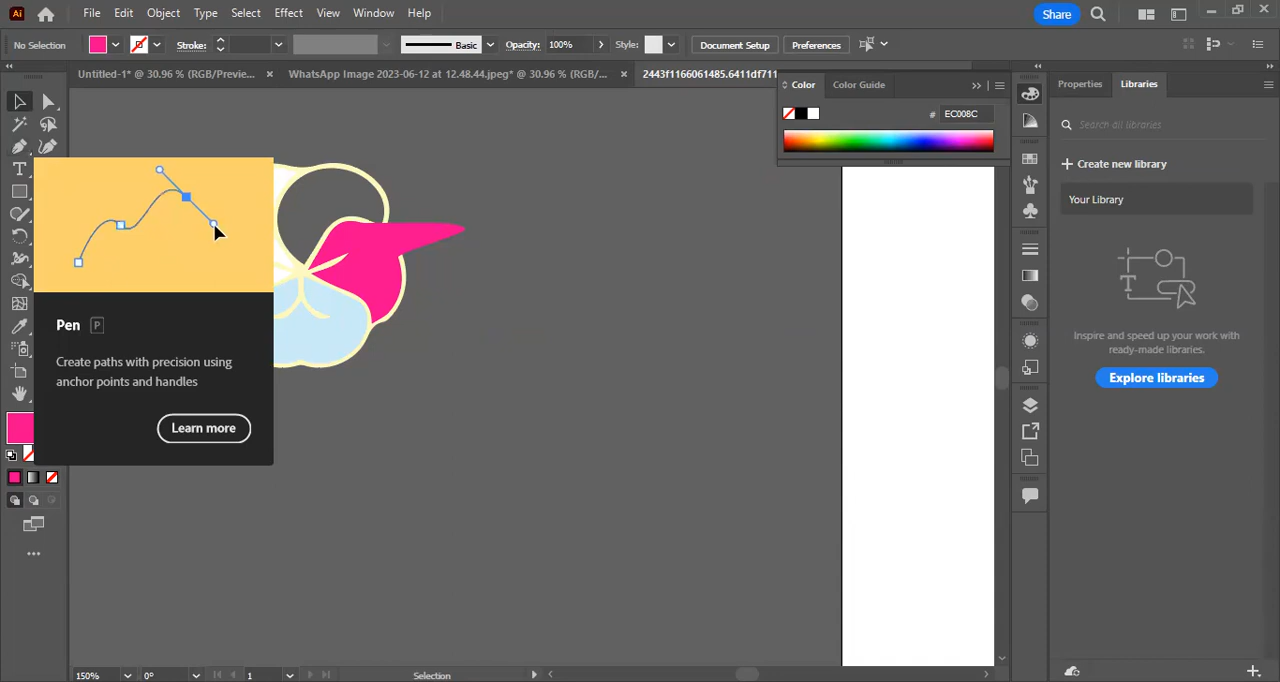 Ai File Edit Object Type Select Effect View Window Help Share
No Selection Stroke: Basic Opacity: 100% Style: Document Setup Preferences
Untitled-1* @ 30.96 % (RGB/Previe... × WhatsApp Image 2023-06-12 at 12.48.44.jpeg* @ 30.96 % (RGB/... × 2443f1166061485.6411df711
Color Color Guide
Properties Libraries
# EC008C
Search all libraries
Create new library
Your Library
T
Pen P
Create paths with precision using
anchor points and handles
Learn more
Inspire and speed up your work with
ready-made libraries.
Explore libraries
150% 0° 1 Selection